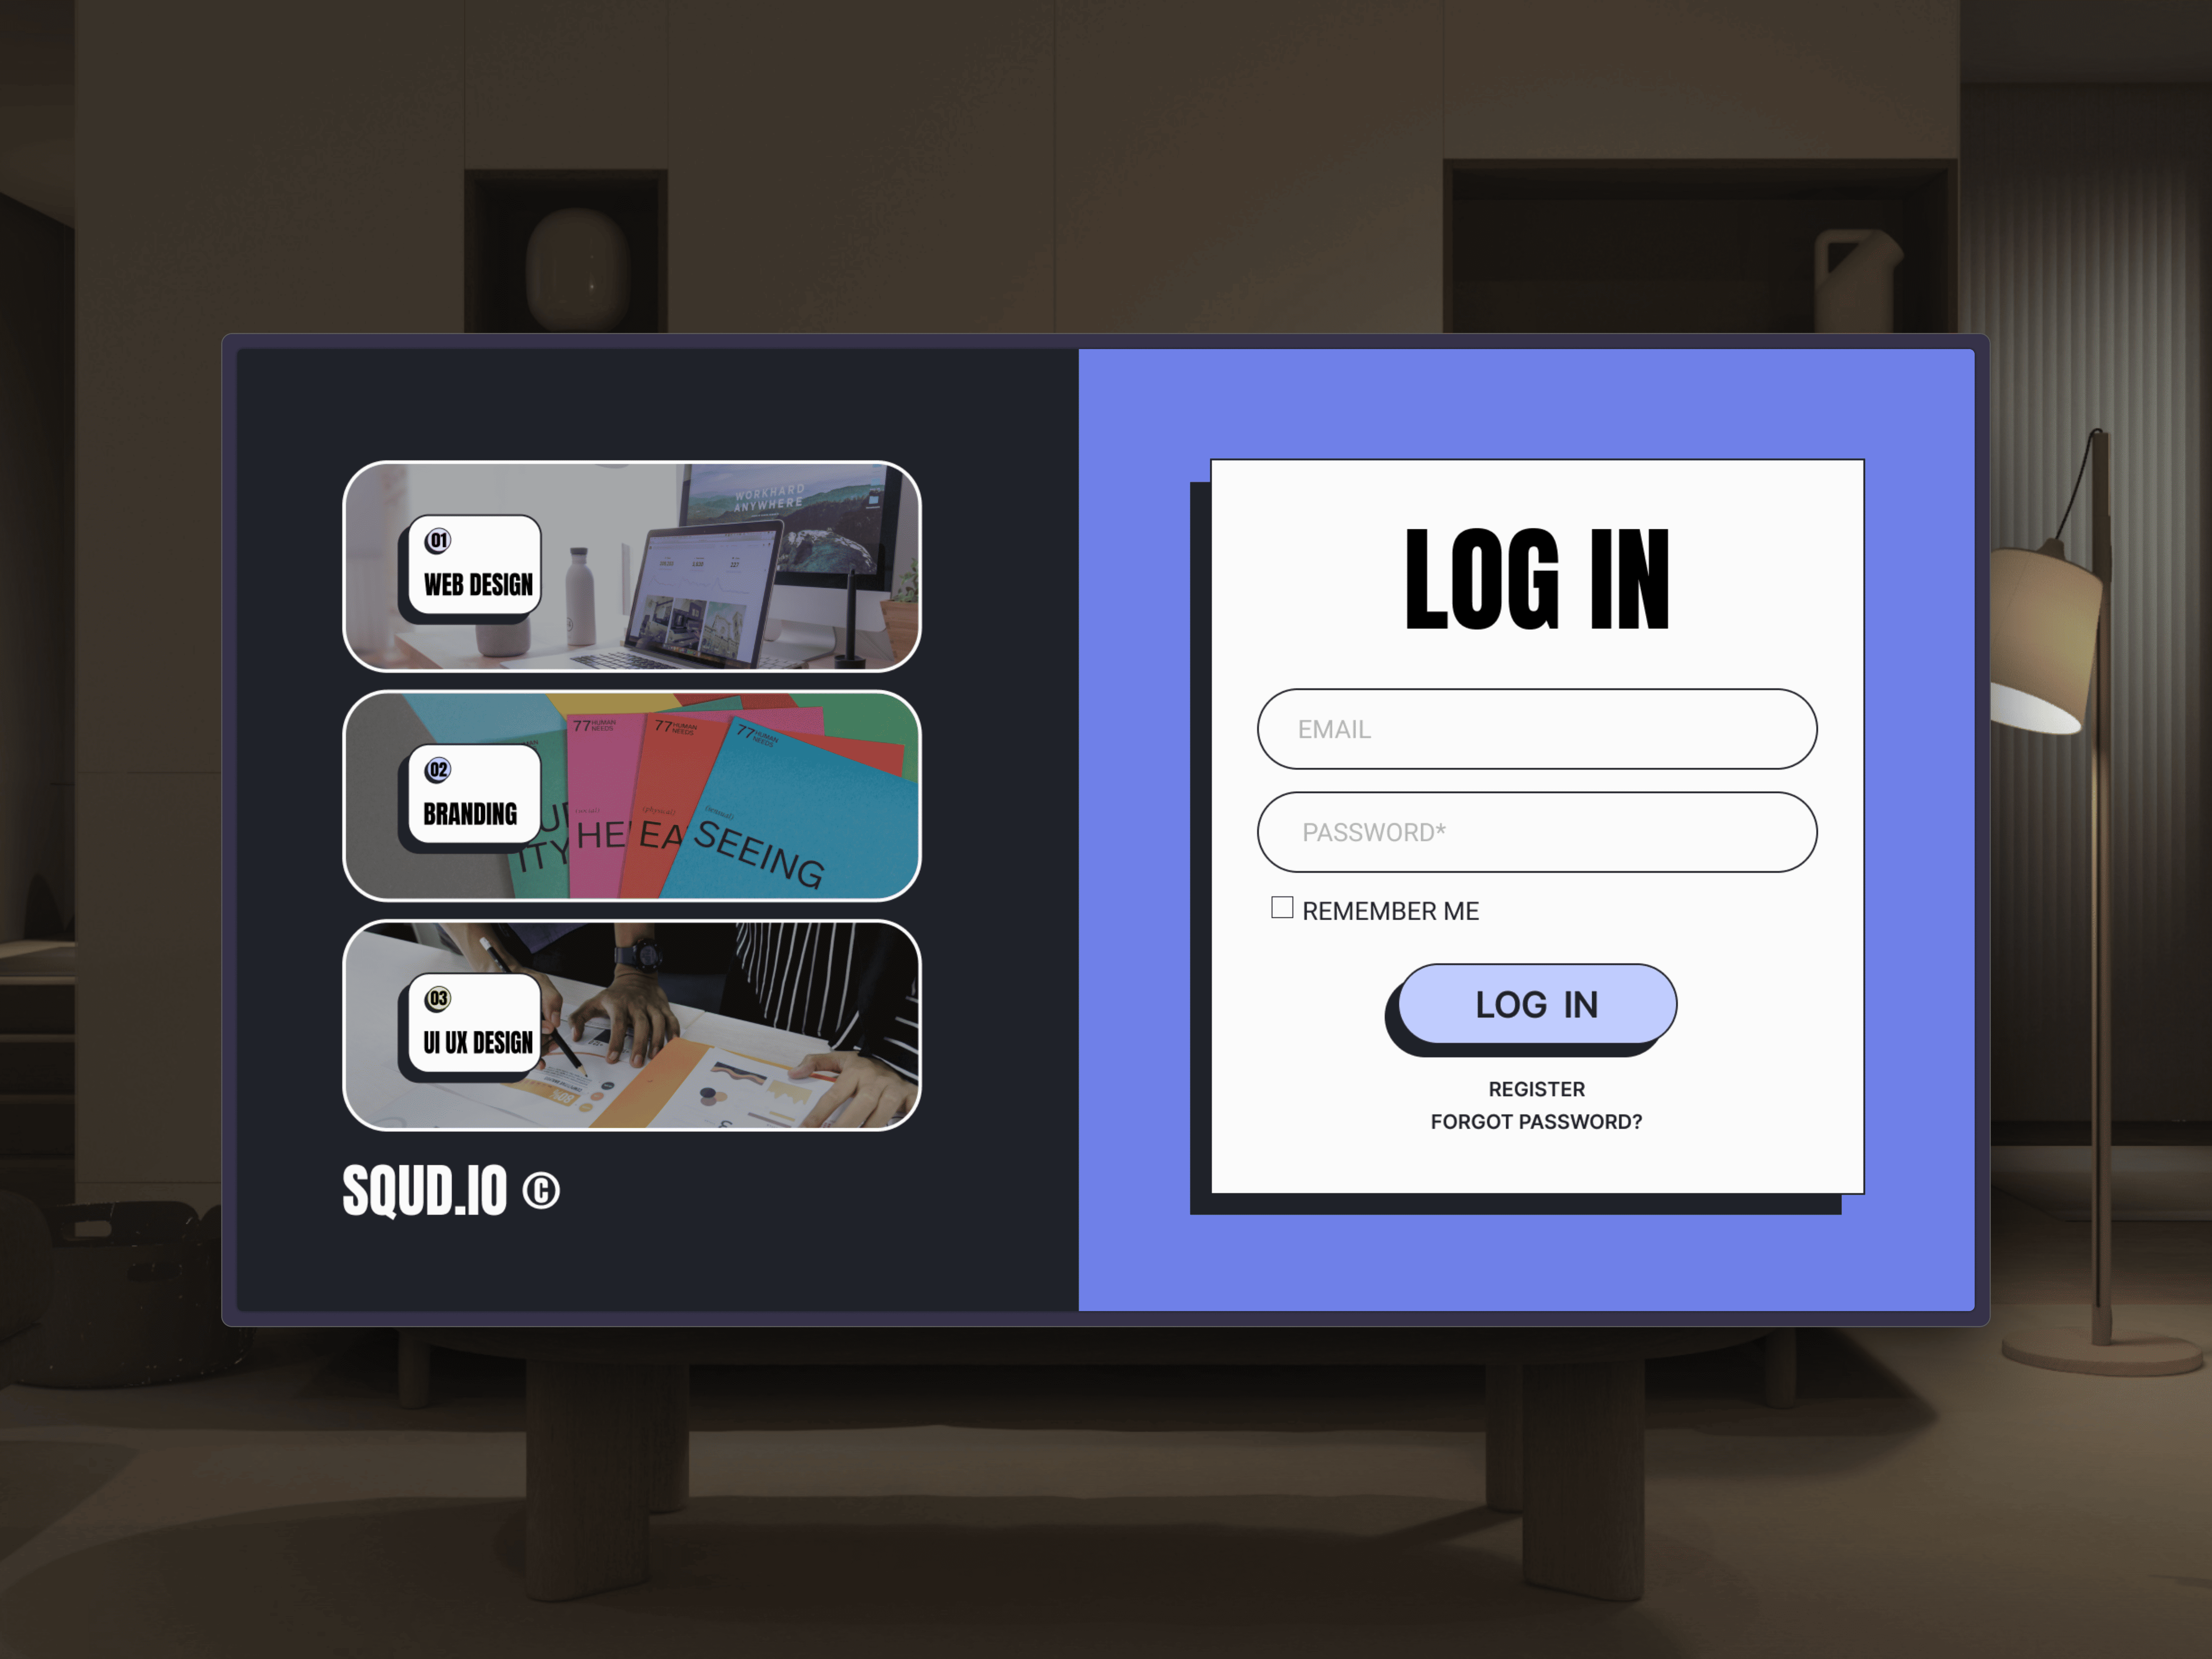 01
WEB DESIGN
WORKHARD
ANYWHERE
02
BRANDING
77 HUMAN
NEEDS
77 HUMAN
NEEDS
77 HUMAN
NEEDS
ITY
HE
EA
SEEING
03
UI UX DESIGN
SQUD.IO ©
LOG IN
EMAIL
PASSWORD*
REMEMBER ME
LOG IN
REGISTER
FORGOT PASSWORD?